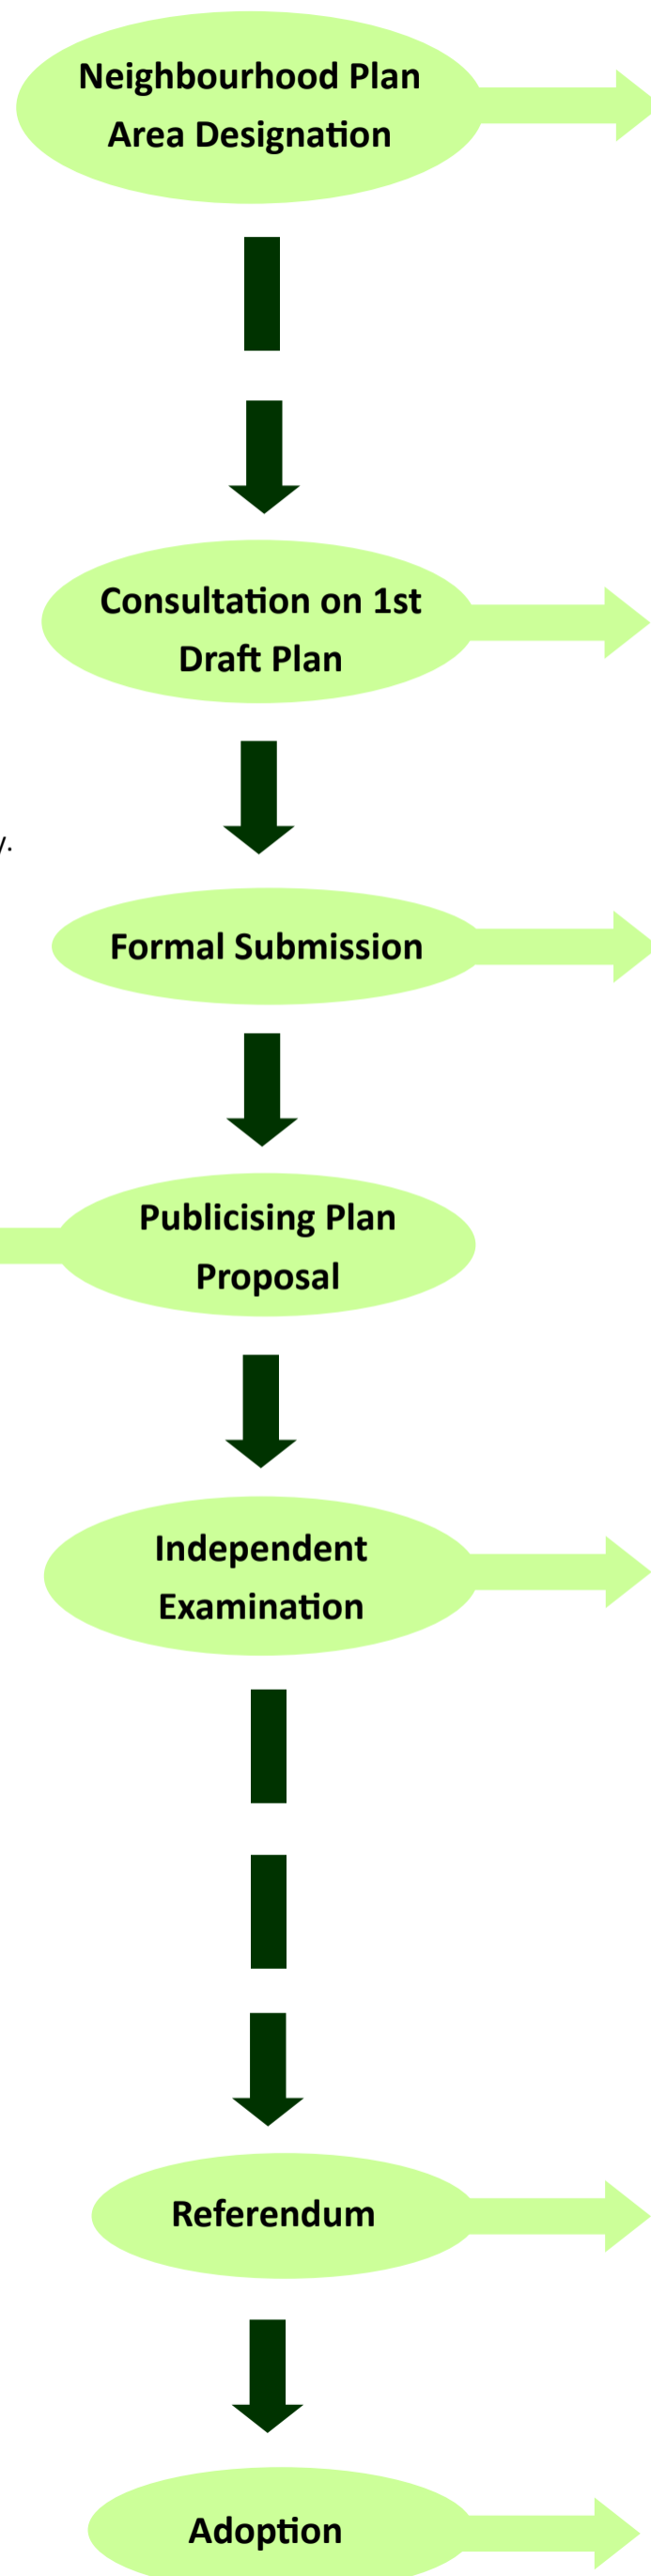 Neighbourhood Plan
Area Designation
Consultation on 1st
Draft Plan
Formal Submission
Publicising Plan
Proposal
Independent
Examination
Referendum
Adoption